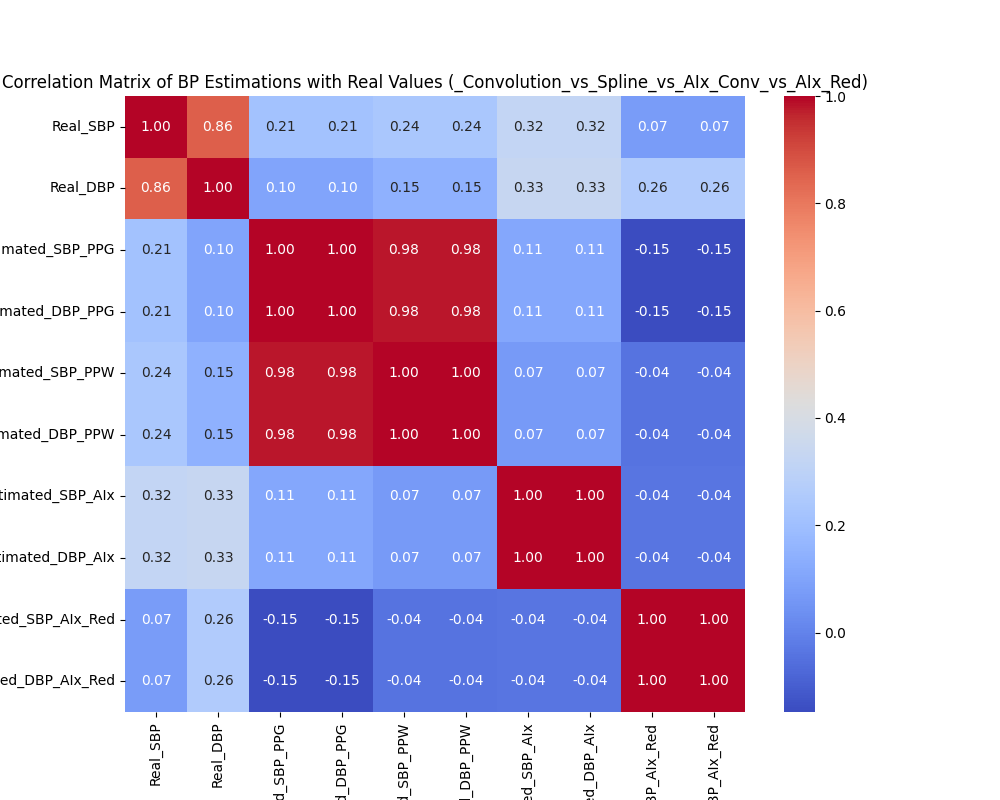 Correlation Matrix of BP Estimations with Real Values (_Convolution_vs_Spline_vs_AIx_Conv_vs_AIx_Red)
Real_SBP 1.00 0.86 0.21 0.21 0.24 0.24 0.32 0.32 0.07 0.07
Real_DBP 0.86 1.00 0.10 0.10 0.15 0.15 0.33 0.33 0.26 0.26
mated_SBP_PPG 0.21 0.10 1.00 1.00 0.98 0.98 0.11 0.11 -0.15 -0.15
mated_DBP_PPG 0.21 0.10 1.00 1.00 0.98 0.98 0.11 0.11 -0.15 -0.15
mated_SBP_PPW 0.24 0.15 0.98 0.98 1.00 1.00 0.07 0.07 -0.04 -0.04
mated_DBP_PPW 0.24 0.15 0.98 0.98 1.00 1.00 0.07 0.07 -0.04 -0.04
timated_SBP_AIx 0.32 0.33 0.11 0.11 0.07 0.07 1.00 1.00 -0.04 -0.04
timated_DBP_AIx 0.32 0.33 0.11 0.11 0.07 0.07 1.00 1.00 -0.04 -0.04
ted_SBP_AIx_Red 0.07 0.26 -0.15 -0.15 -0.04 -0.04 -0.04 -0.04 1.00 1.00
ed_DBP_AIx_Red 0.07 0.26 -0.15 -0.15 -0.04 -0.04 -0.04 -0.04 1.00 1.00
Real_SBP
Real_DBP
d_SBP_PPG
d_DBP_PPG
d_SBP_PPW
d_DBP_PPW
ed_SBP_AIx
ed_DBP_AIx
BP_AIx_Red
BP_AIx_Red
1.0
0.8
0.6
0.4
0.2
0.0